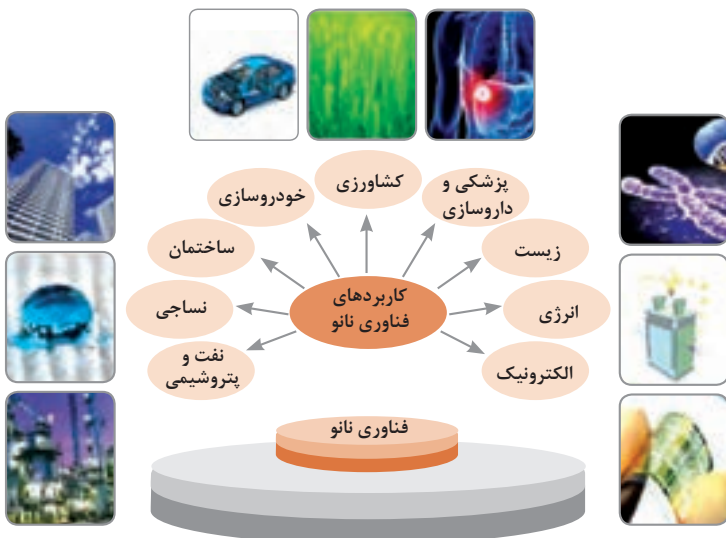 کشاورزی
پزشکی و
داروسازی
خودروسازی
زیست
ساختمان
انرژی
کاربردهای
فناوری نانو
نساجی
الکترونیک
نفت و
پتروشیمی
فناوری نانو